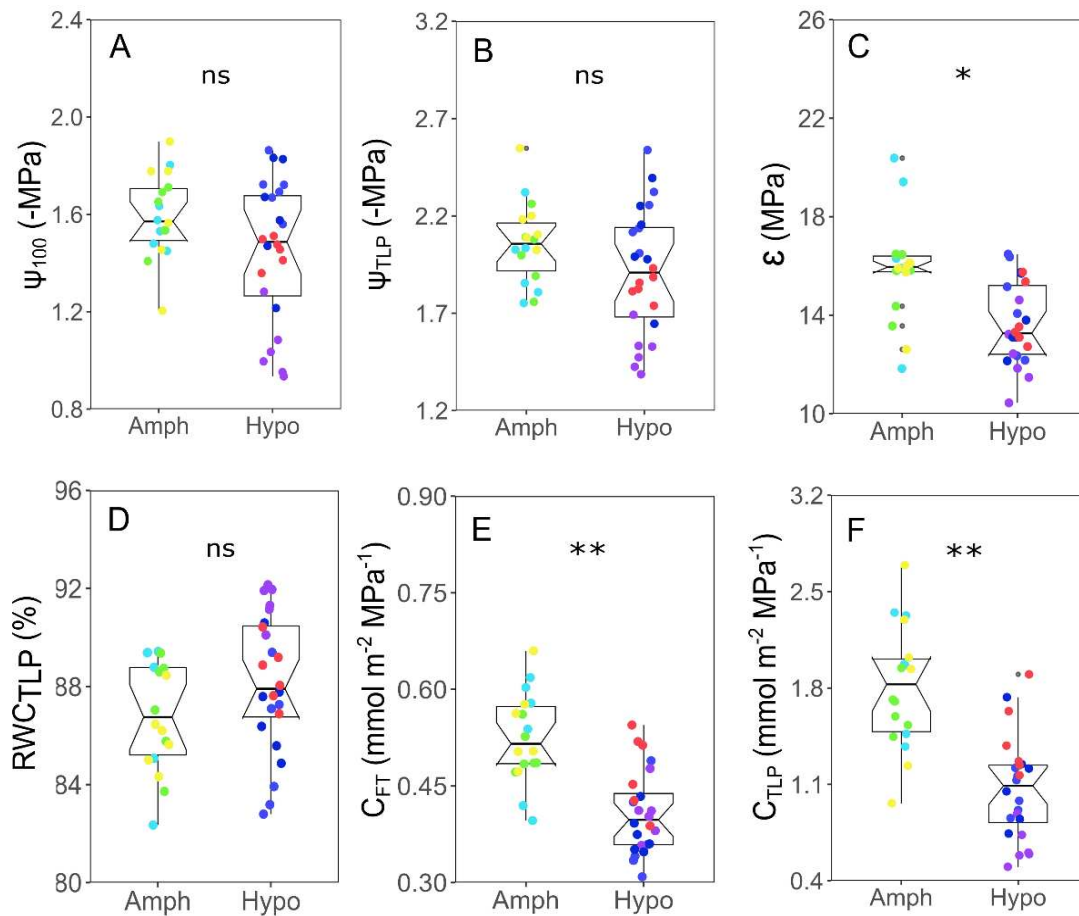 A
ns
Ψ100 (-MPa)
2.4
2.0
1.6
1.2
0.8
Amph Hypo
B
ns
ΨTLP (-MPa)
3.2
2.7
2.2
1.7
1.2
Amph Hypo
C
*
ε (MPa)
26
22
18
14
10
Amph Hypo
D
ns
RWCTLP (%)
96
92
88
84
80
Amph Hypo
E
**
CFT (mmol m-2 MPa-1)
0.90
0.75
0.60
0.45
0.30
Amph Hypo
F
**
CTLP (mmol m-2 MPa-1)
3.2
2.5
1.8
1.1
0.4
Amph Hypo